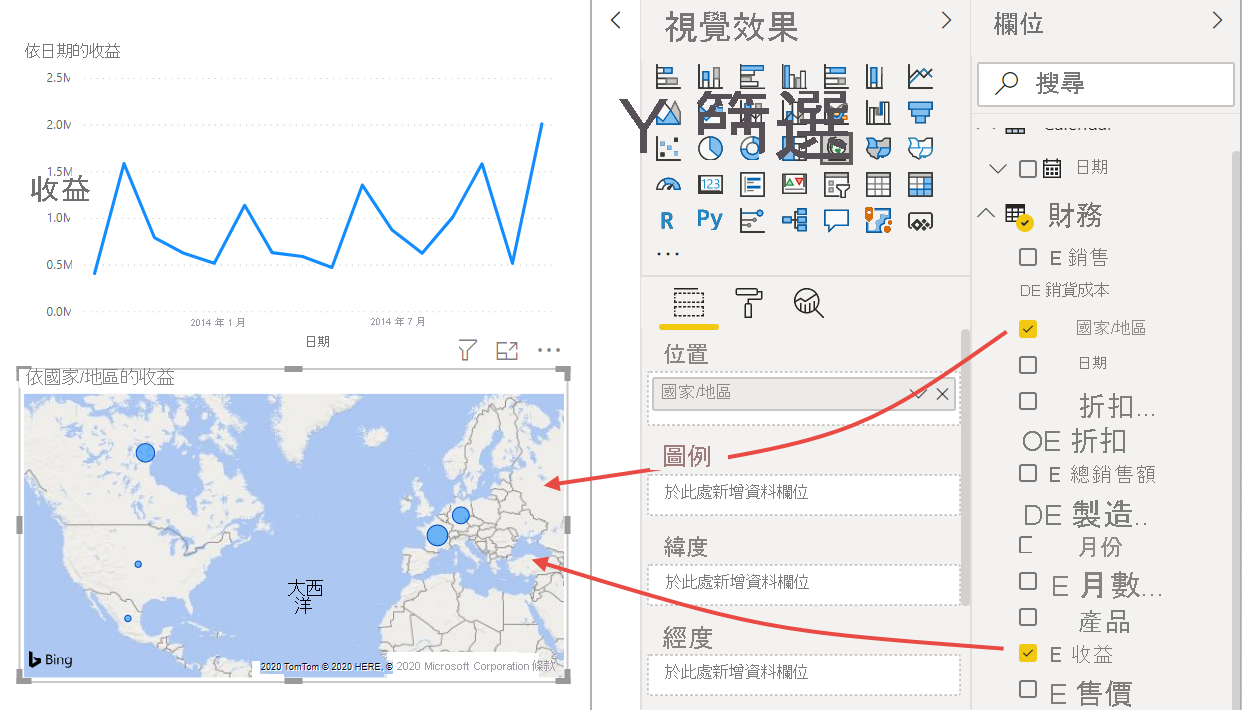 依日期的收益
2.5M
2.0M
1.5M
收益
1.0M
0.5M
0.0M
2014 年 1 月
2014 年 7 月
日期
依國家/地區的收益
大西
洋
Bing
2020 TomTom © 2020 HERE, © 2020 Microsoft Corporation 條款
視覺效果
Y 篩選
123
R
Py
...
位置
國家/地區
圖例
於此處新增資料欄位
緯度
於此處新增資料欄位
經度
於此處新增資料欄位
欄位
搜尋
Calendar
日期
財務
E 銷售
DE 銷貨成本
國家/地區
日期
折扣...
OE 折扣
E 總銷售額
DE 製造..
月份
E 月數...
產品
E 收益
E 售價